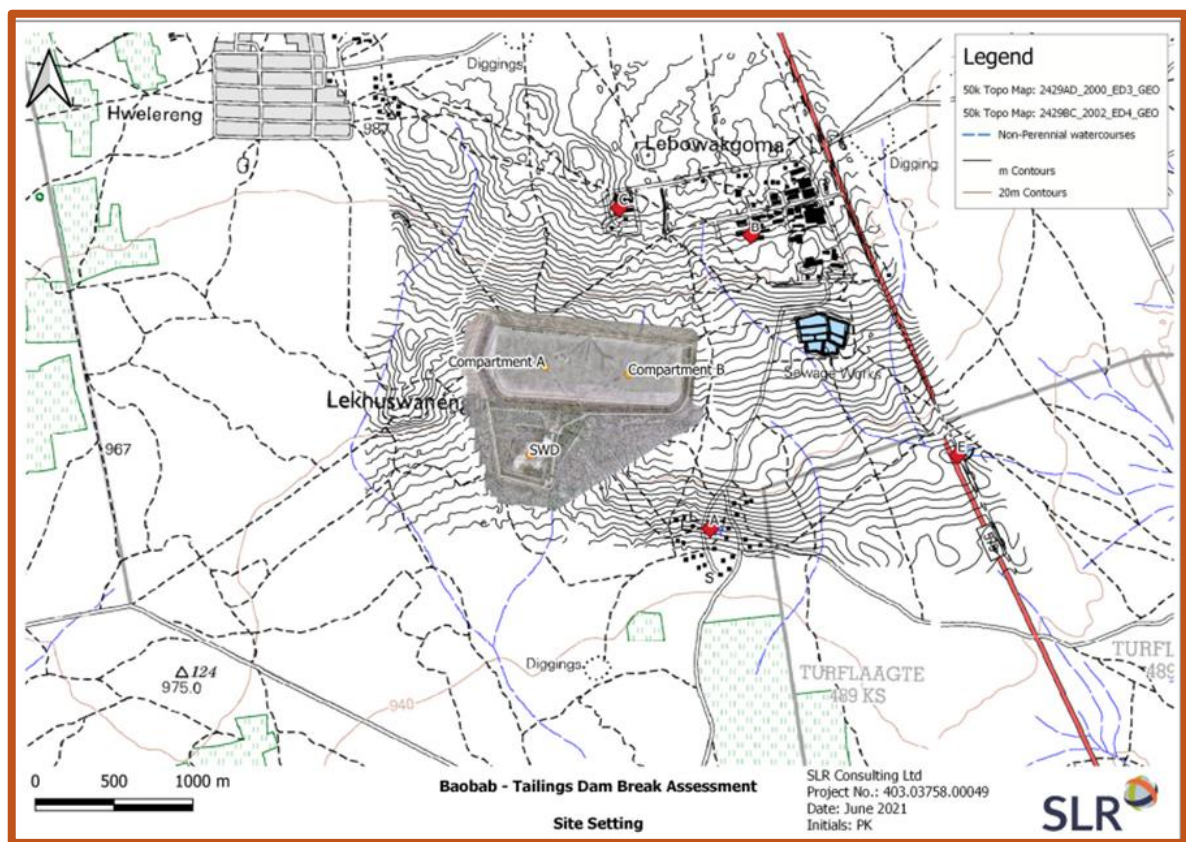 Legend
50k Topo Map: 2429AD_2000_ED3_GEO
50k Topo Map: 2429BC_2002_ED4_GEO
Non-Perennial watercourses
m Contours
20m Contours
Diggings
Hwelereng
987
Lebowakgoma
Digging
C
B
Compartment A
Compartment B
Sewage Works
Lekhuswaneng
967
SWD
E
A
S
Diggings
124
975.0
940
TURFLAAGTE
489 KS
TURFL
489
0 500 1000 m
Baobab - Tailings Dam Break Assessment
Site Setting
SLR Consulting Ltd
Project No.: 403.03758.00049
Date: June 2021
Initials: PK
SLR